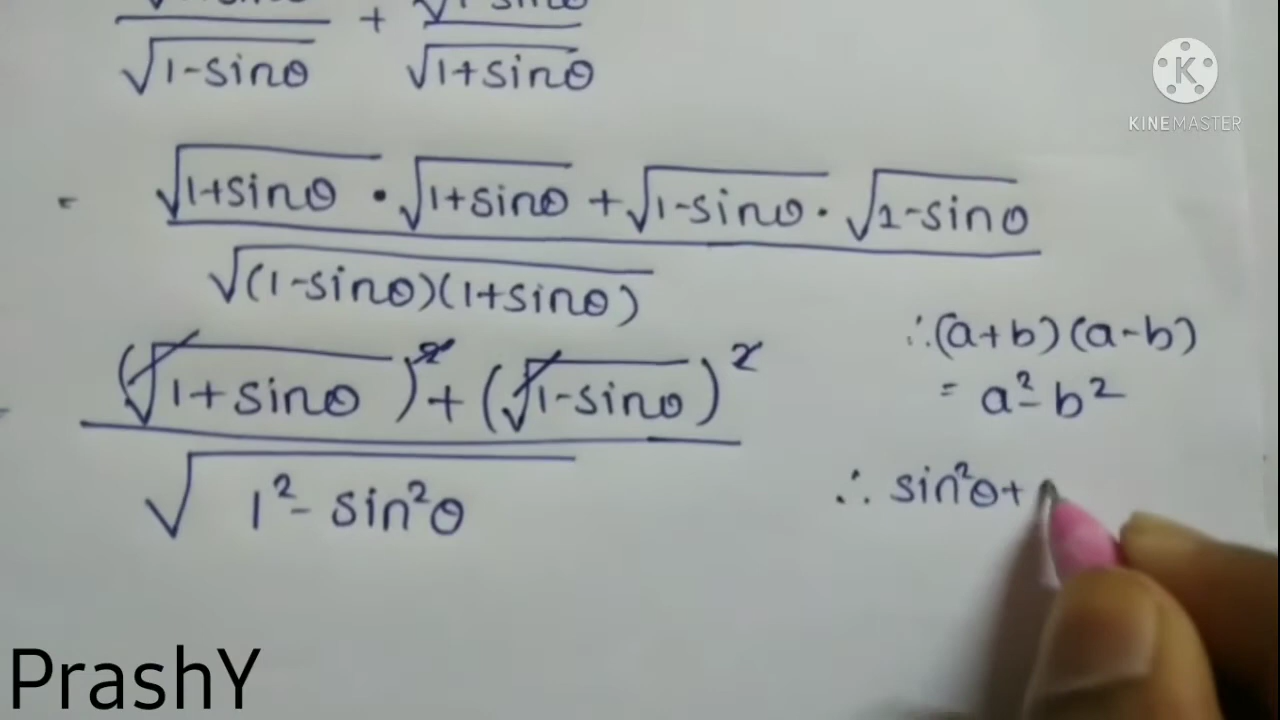 √1-sinθ + √1+sinθ
= √1+sinθ · √1+sinθ + √1-sinθ · √1-sinθ
√(1-sinθ)(1+sinθ)
(√1+sinθ)² + (√1-sinθ)²
√1²-sin²θ
∴(a+b)(a-b)
= a²-b²
∴ sin²θ+
KINEMASTER
PrashY